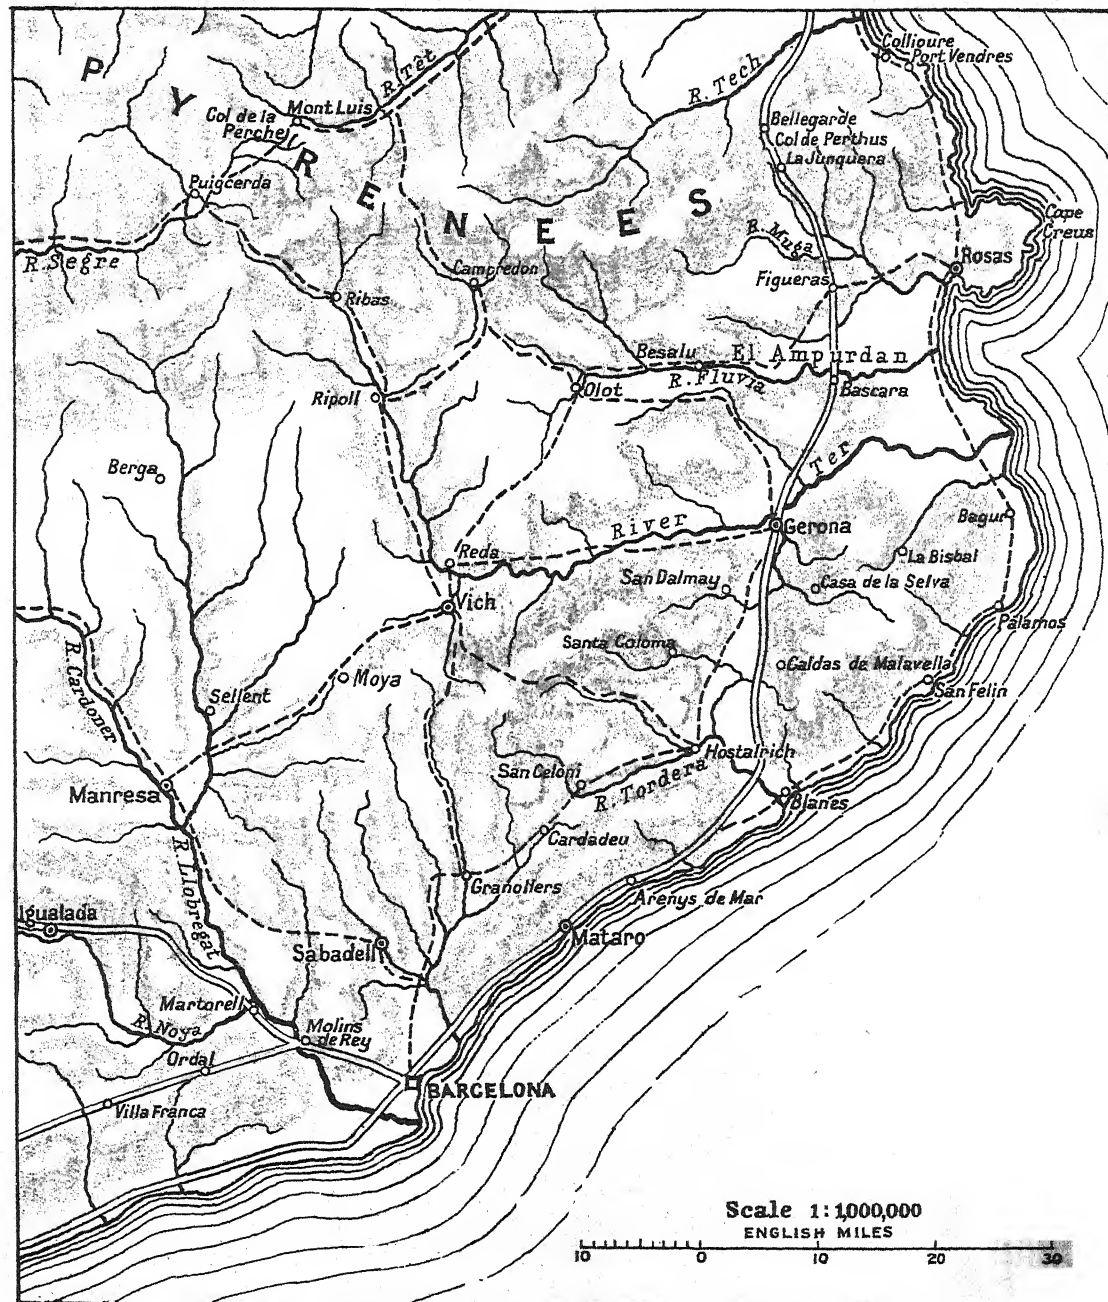 PYRENEES
Collioure
Port Vendres
R. Têt
Mont Luis
Col de la
Perche
R. Tech
Bellegarde
Col de Perthus
La Junquera
Puigcerda
Cape
Creus
R. Segre
R. Muga
Rosas
Campredon
Figueras
Ribas
Besalu
El Ampurdan
R. Fluvia
Bascara
Olot
Ripoll
Berga
River Ter
Gerona
Bagur
La Bisbal
Reda
San Dalmay
Casa de la Selva
Vich
Palamos
R. Cardoner
Santa Coloma
Caldas de Malavella
Moya
San Felin
Sellent
Hostalrich
San Celoni
R. Tordera
Manresa
Blanes
Cardadeu
R. Llobregat
Granollers
Arenys de Mar
Igualada
Mataro
Sabadell
Martorell
R. Noya
Molins
de Rey
Ordal
BARCELONA
Villa Franca
Scale 1:1,000,000
ENGLISH MILES
10 0 10 20 30